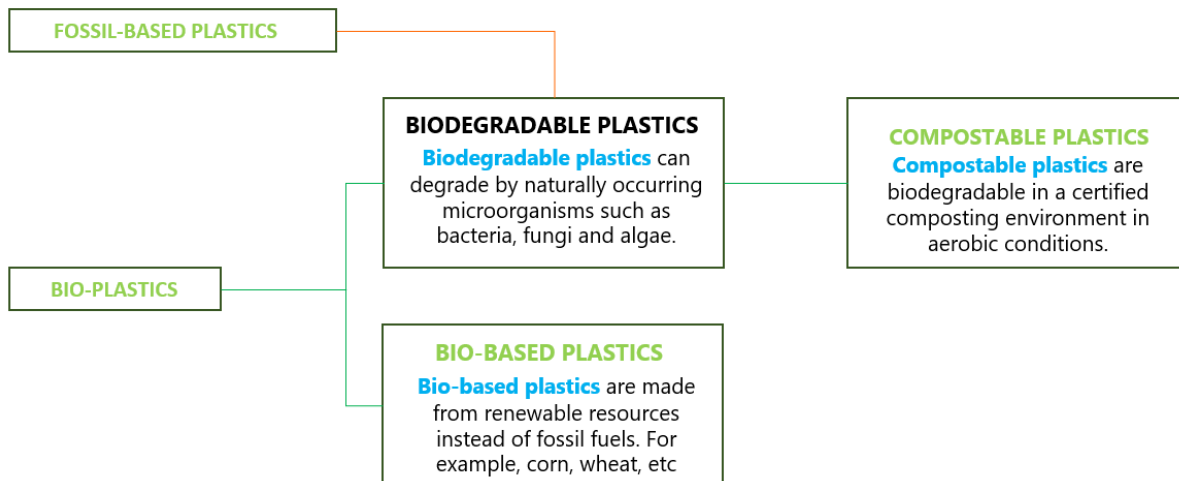 FOSSIL-BASED PLASTICS
BIODEGRADABLE PLASTICS
Biodegradable plastics can
degrade by naturally occurring
microorganisms such as
bacteria, fungi and algae.
COMPOSTABLE PLASTICS
Compostable plastics are
biodegradable in a certified
composting environment in
aerobic conditions.
BIO-PLASTICS
BIO-BASED PLASTICS
Bio-based plastics are made
from renewable resources
instead of fossil fuels. For
example, corn, wheat, etc